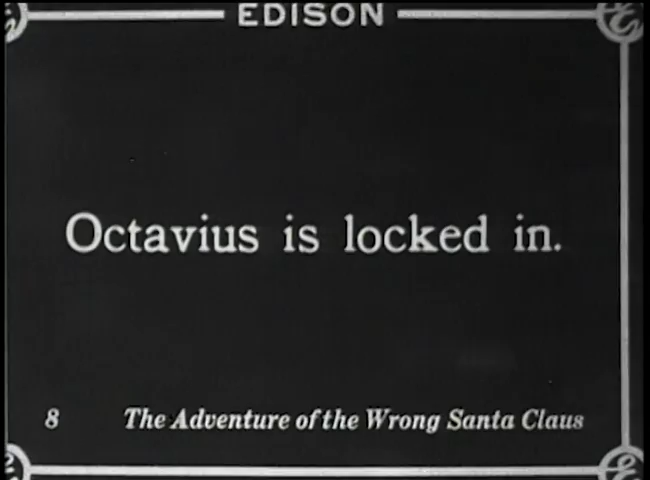 EDISON
Octavius is locked in.
8 The Adventure of the Wrong Santa Claus